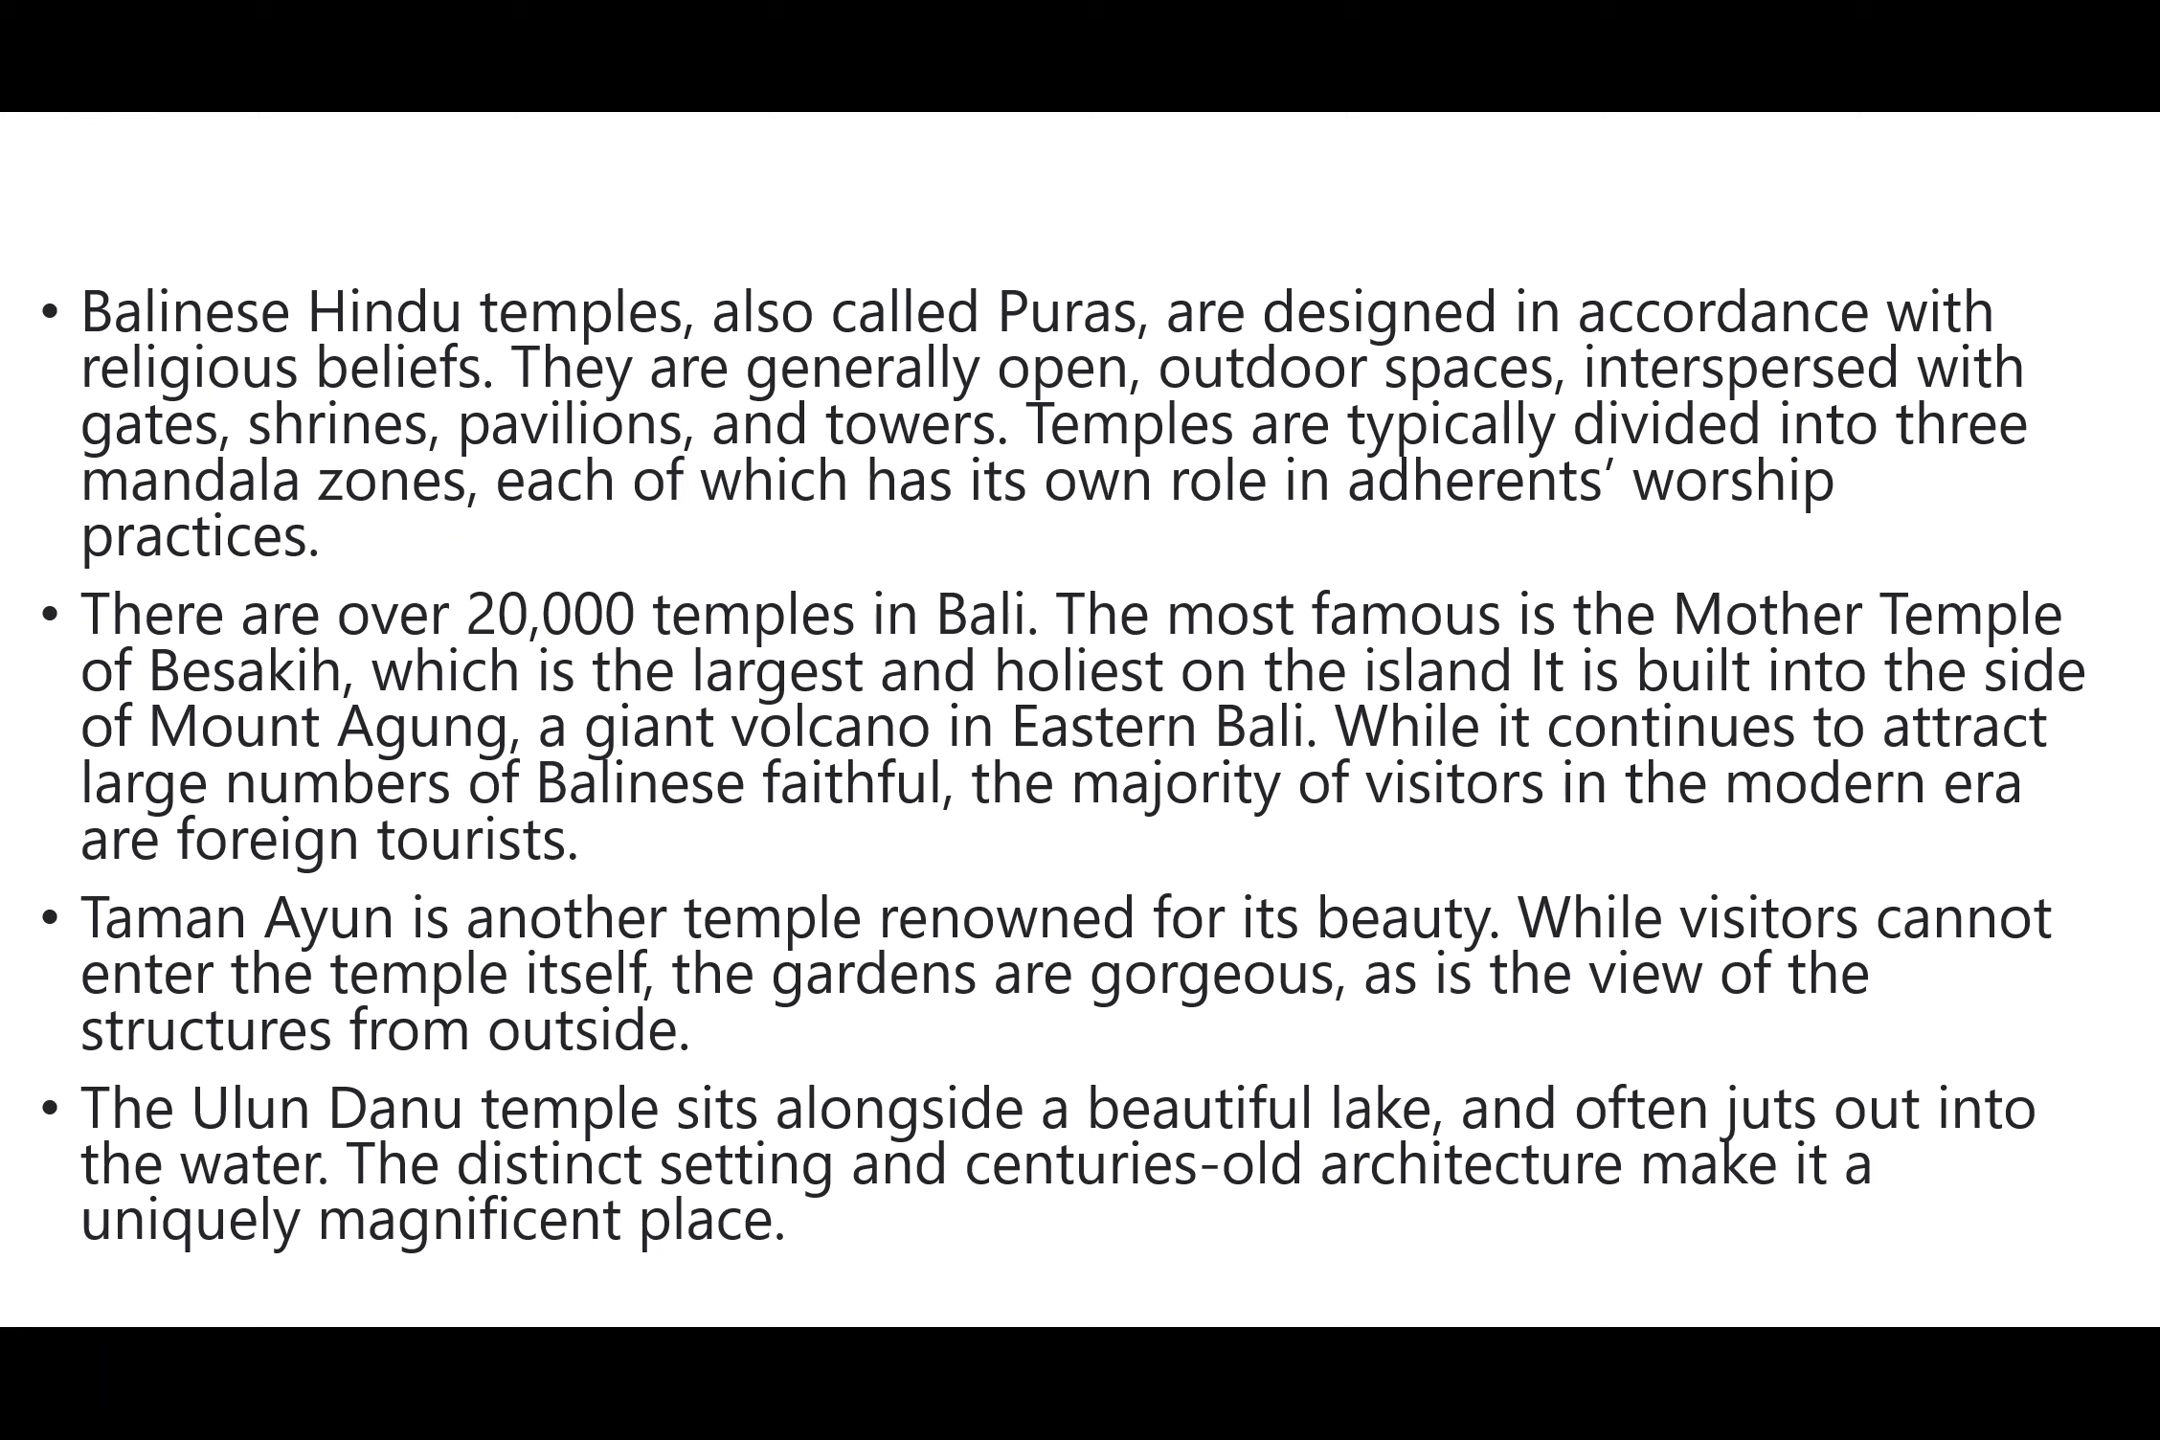 • Balinese Hindu temples, also called Puras, are designed in accordance with
religious beliefs. They are generally open, outdoor spaces, interspersed with
gates, shrines, pavilions, and towers. Temples are typically divided into three
mandala zones, each of which has its own role in adherents’ worship
practices.
• There are over 20,000 temples in Bali. The most famous is the Mother Temple
of Besakih, which is the largest and holiest on the island It is built into the side
of Mount Agung, a giant volcano in Eastern Bali. While it continues to attract
large numbers of Balinese faithful, the majority of visitors in the modern era
are foreign tourists.
• Taman Ayun is another temple renowned for its beauty. While visitors cannot
enter the temple itself, the gardens are gorgeous, as is the view of the
structures from outside.
• The Ulun Danu temple sits alongside a beautiful lake, and often juts out into
the water. The distinct setting and centuries-old architecture make it a
uniquely magnificent place.